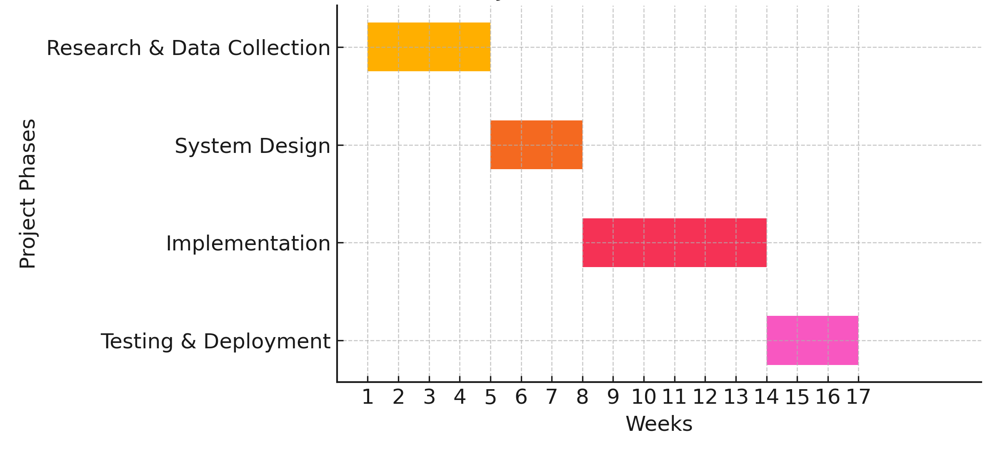 Research & Data Collection
System Design
Implementation
Testing & Deployment
Project Phases
1 2 3 4 5 6 7 8 9 10 11 12 13 14 15 16 17
Weeks